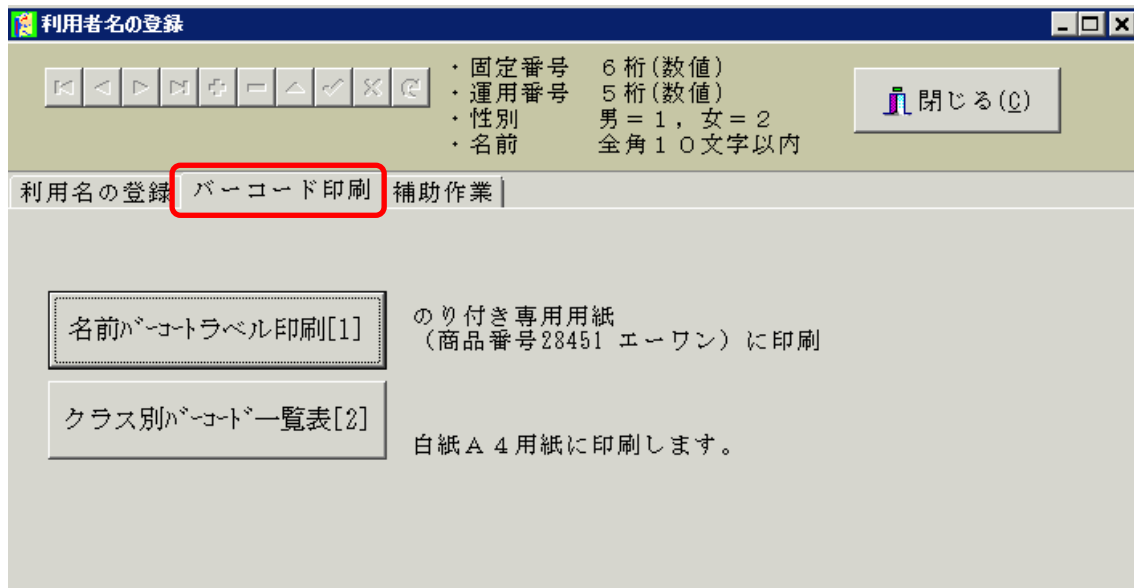 利用者名の登録
・固定番号　６桁(数値)
・運用番号　５桁(数値)
・性別　　　男＝１，女＝２
・名前　　　全角１０文字以内
閉じる(C)
利用名の登録 バーコード印刷 補助作業
名前ﾊﾞｰｺｰﾄラベル印刷[1]
のり付き専用用紙
（商品番号28451 エーワン）に印刷
クラス別ﾊﾞｰｺｰﾄﾞ一覧表[2]
白紙Ａ４用紙に印刷します。